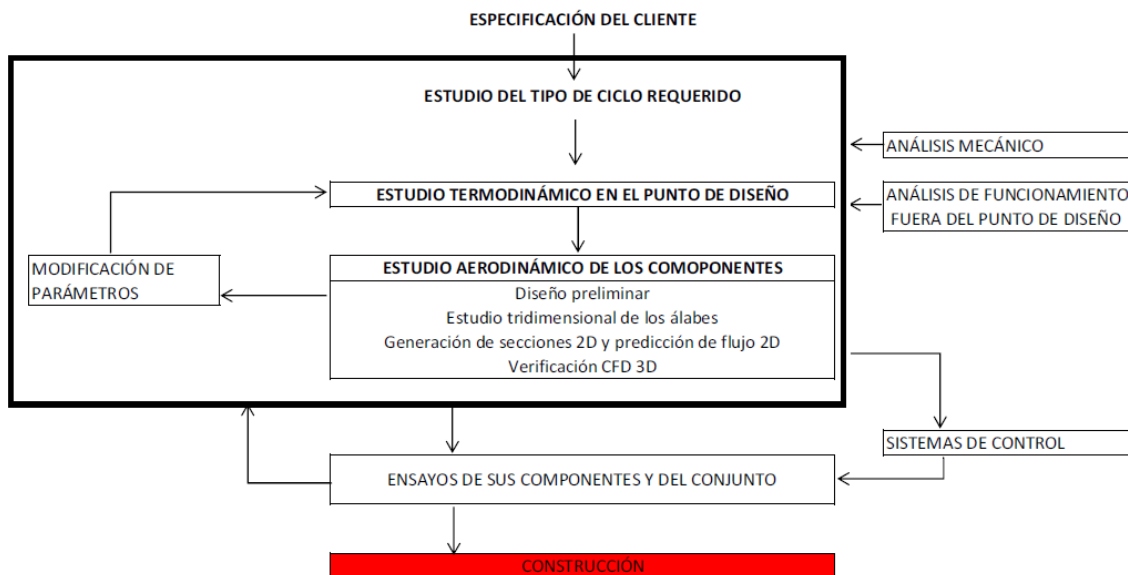 ESPECIFICACIÓN DEL CLIENTE
ESTUDIO DEL TIPO DE CICLO REQUERIDO
ANÁLISIS MECÁNICO
ESTUDIO TERMODINÁMICO EN EL PUNTO DE DISEÑO
ANÁLISIS DE FUNCIONAMIENTO
FUERA DEL PUNTO DE DISEÑO
MODIFICACIÓN DE
PARÁMETROS
ESTUDIO AERODINÁMICO DE LOS COMOPONENTES
Diseño preliminar
Estudio tridimensional de los álabes
Generación de secciones 2D y predicción de flujo 2D
Verificación CFD 3D
SISTEMAS DE CONTROL
ENSAYOS DE SUS COMPONENTES Y DEL CONJUNTO
CONSTRUCCIÓN